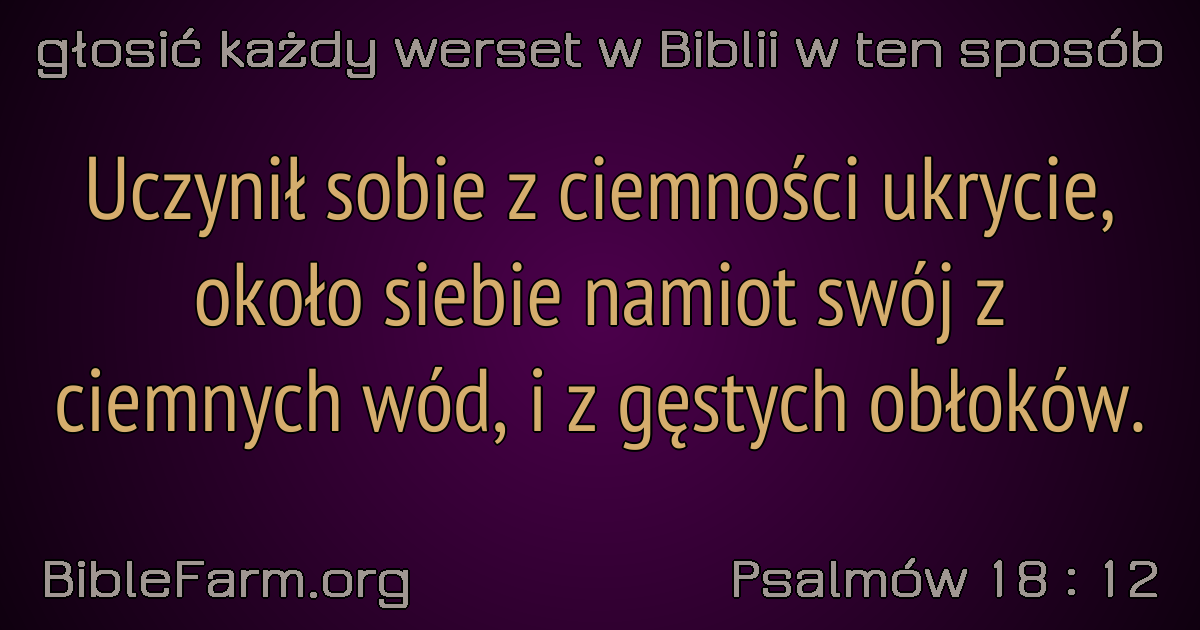 głosić każdy werset w Biblii w ten sposób
Uczynił sobie z ciemności ukrycie,
około siebie namiot swój z
ciemnych wód, i z gęstych obłoków.
BibleFarm.org
Psalmów 18 : 12